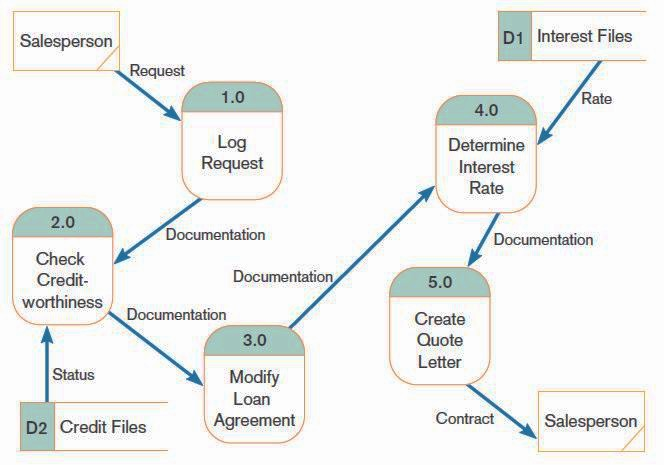 Salesperson
Request
1.0
Log
Request
D1 Interest Files
Rate
4.0
Determine
Interest
Rate
2.0
Check
Credit-
worthiness
Documentation
Documentation
Documentation
Documentation
3.0
Modify
Loan
Agreement
5.0
Create
Quote
Letter
Status
D2 Credit Files
Contract
Salesperson